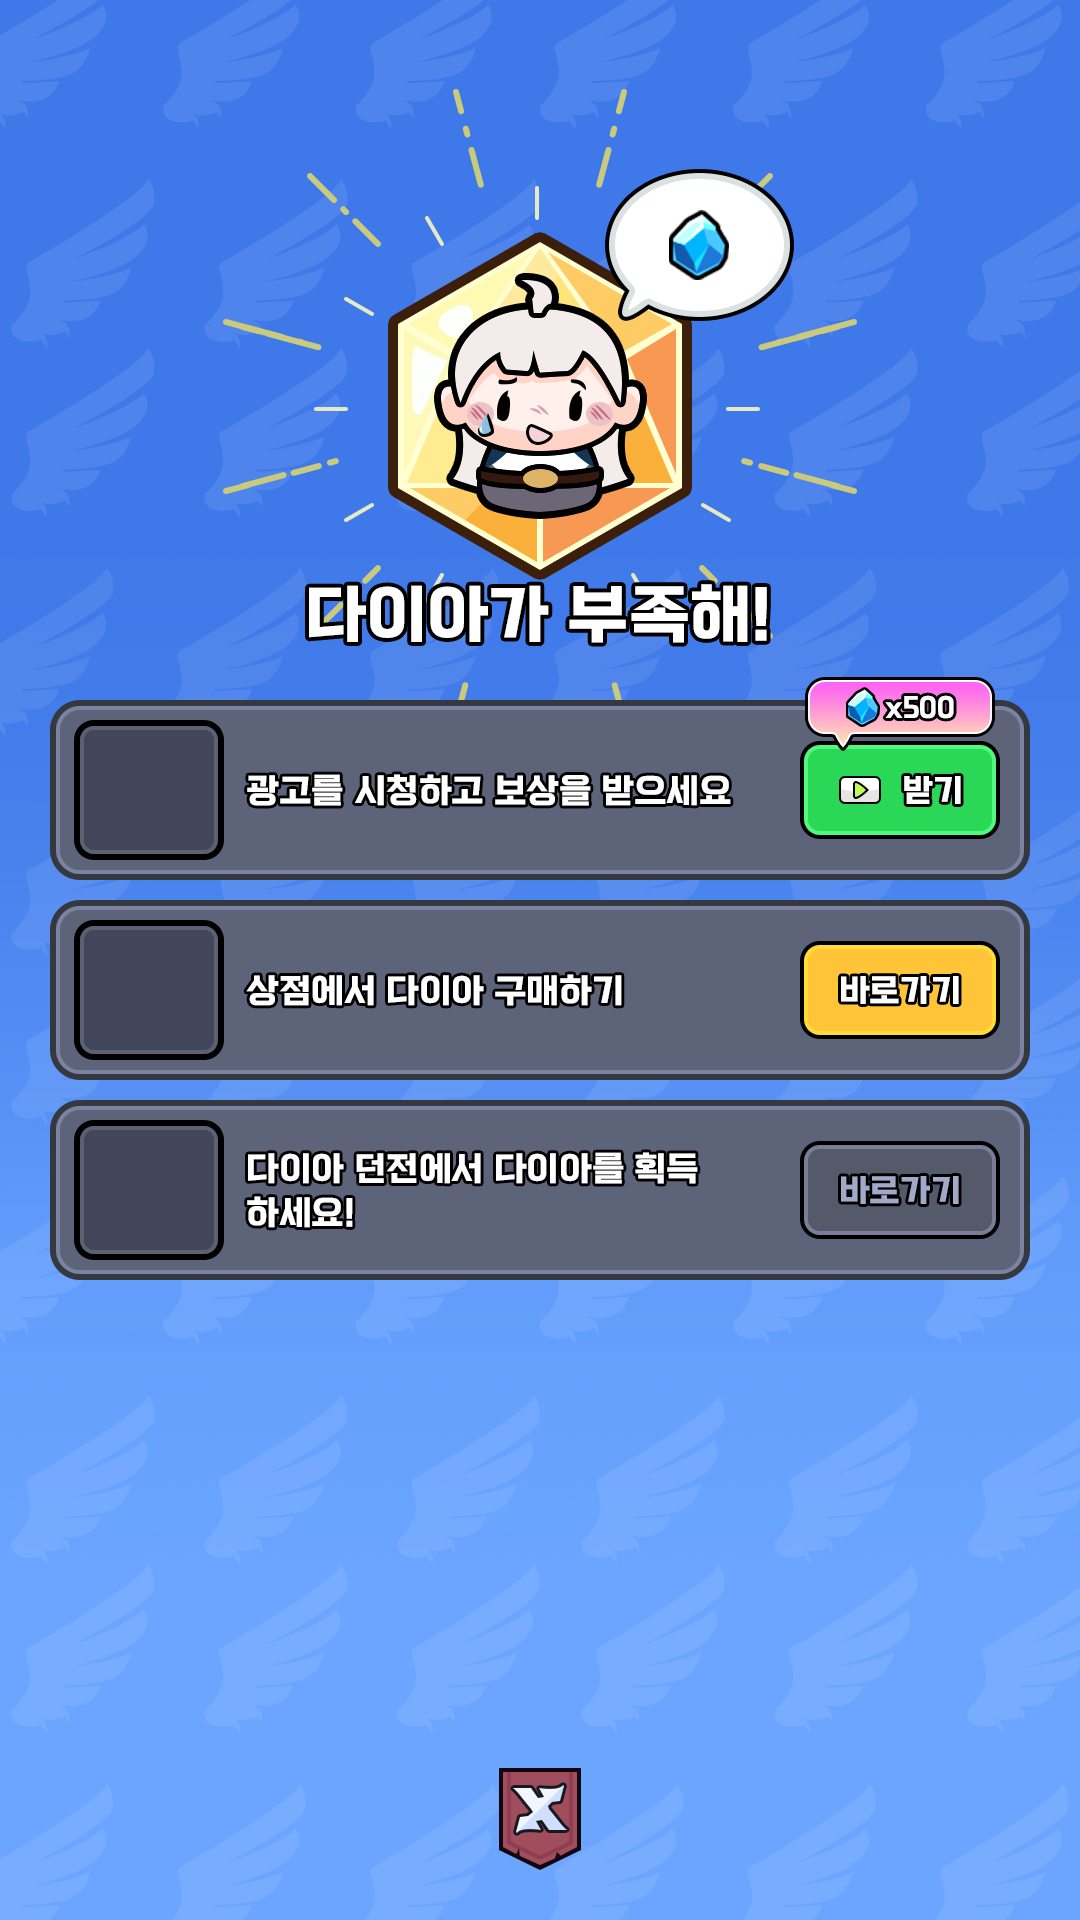 다이아가 부족해!
x500
광고를 시청하고 보상을 받으세요
받기
상점에서 다이아 구매하기
바로가기
다이아 던전에서 다이아를 획득
하세요!
바로가기